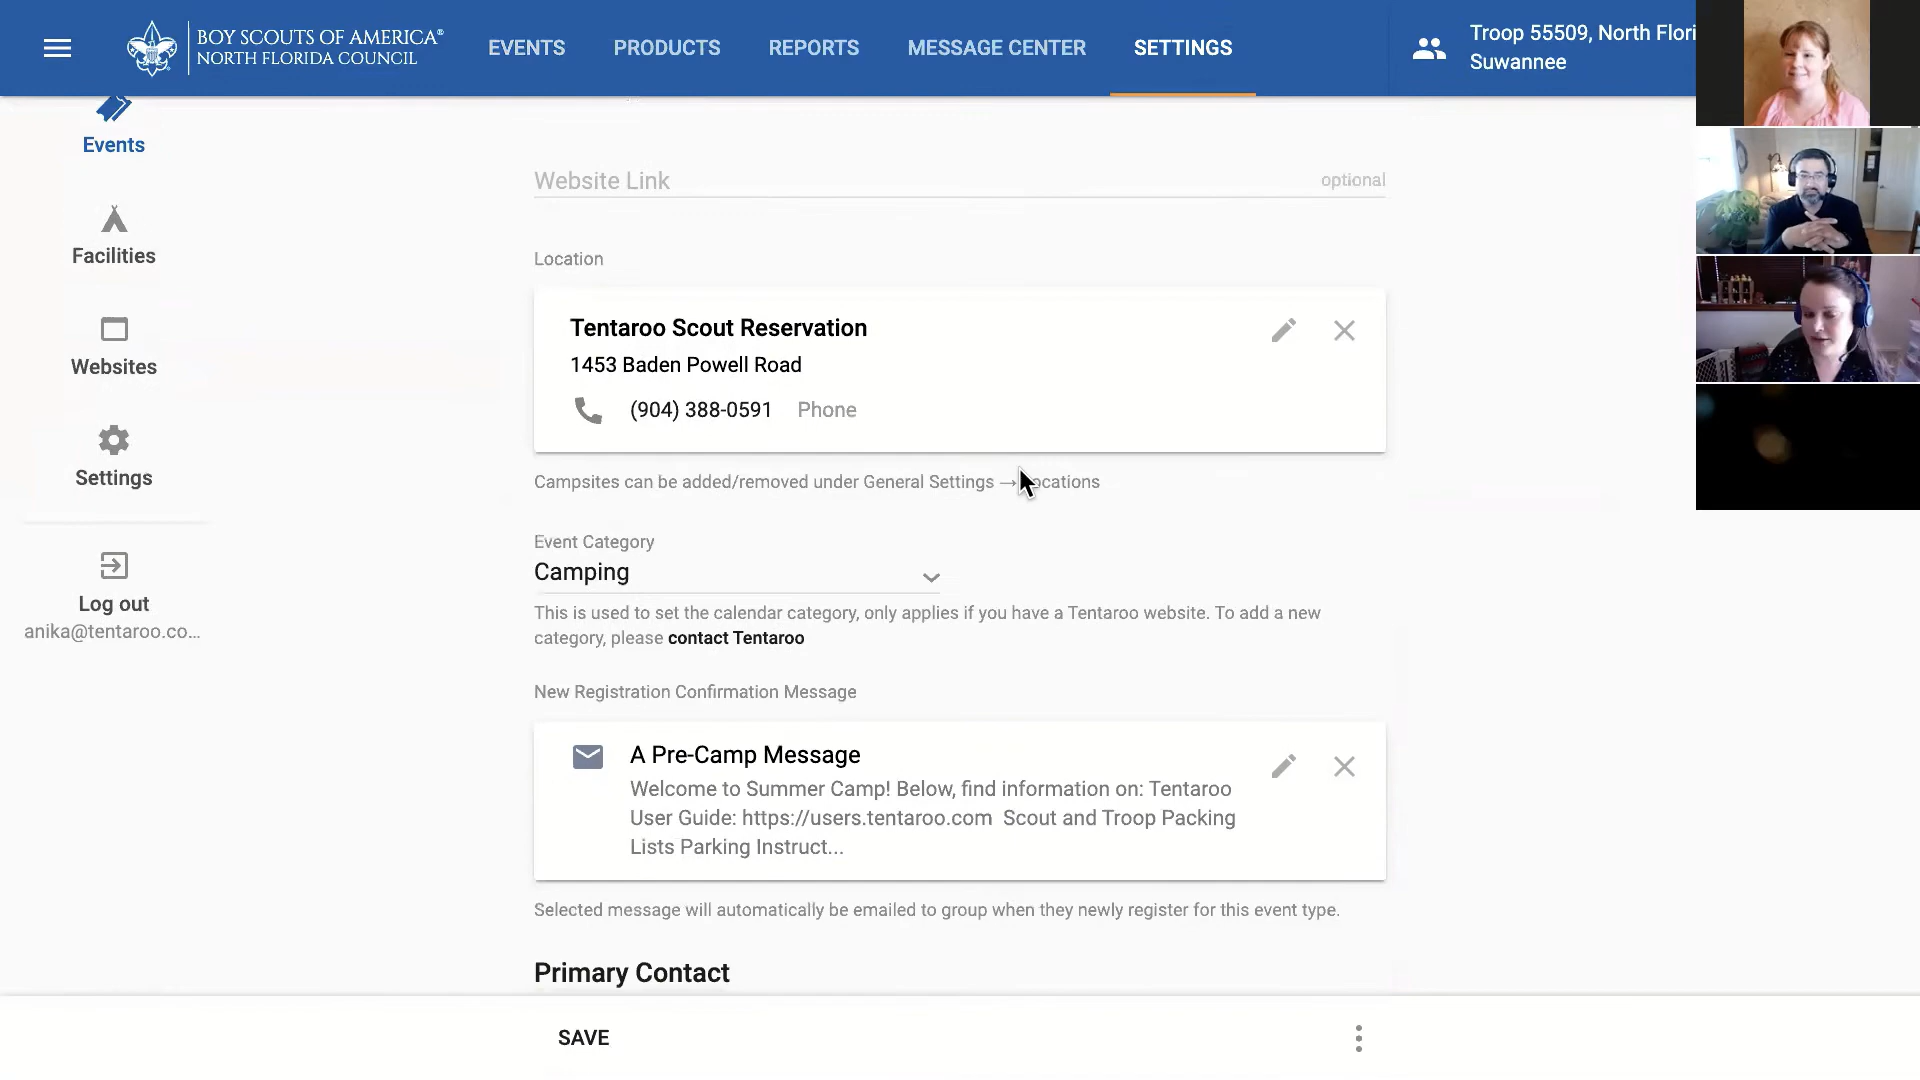 BOY SCOUTS OF AMERICA®
NORTH FLORIDA COUNCIL
EVENTS
PRODUCTS
REPORTS
MESSAGE CENTER
SETTINGS
Troop 55509, North Flori
Suwannee
Events
Facilities
Websites
Settings
Log out
anika@tentaroo.co...
Website Link
optional
Location
Tentaroo Scout Reservation
1453 Baden Powell Road
(904) 388-0591 Phone
Campsites can be added/removed under General Settings → ocations
Event Category
Camping
This is used to set the calendar category, only applies if you have a Tentaroo website. To add a new
category, please contact Tentaroo
New Registration Confirmation Message
A Pre-Camp Message
Welcome to Summer Camp! Below, find information on: Tentaroo
User Guide: https://users.tentaroo.com Scout and Troop Packing
Lists Parking Instruct...
Selected message will automatically be emailed to group when they newly register for this event type.
Primary Contact
SAVE